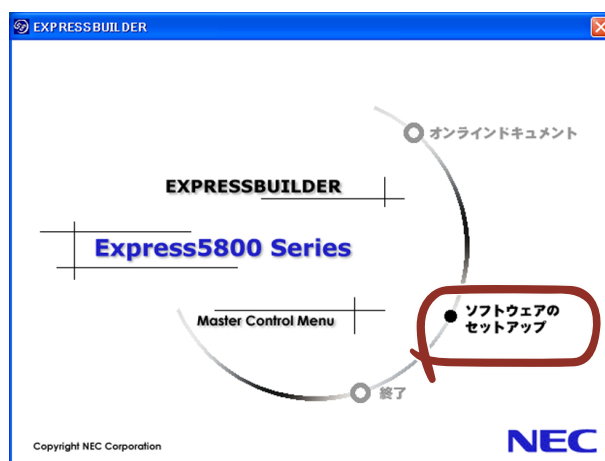 EXPRESSBUILDER
オンラインドキュメント
EXPRESSBUILDER
Express5800 Series
ソフトウェアの
セットアップ
Master Control Menu
終了
Copyright NEC Corporation
NEC